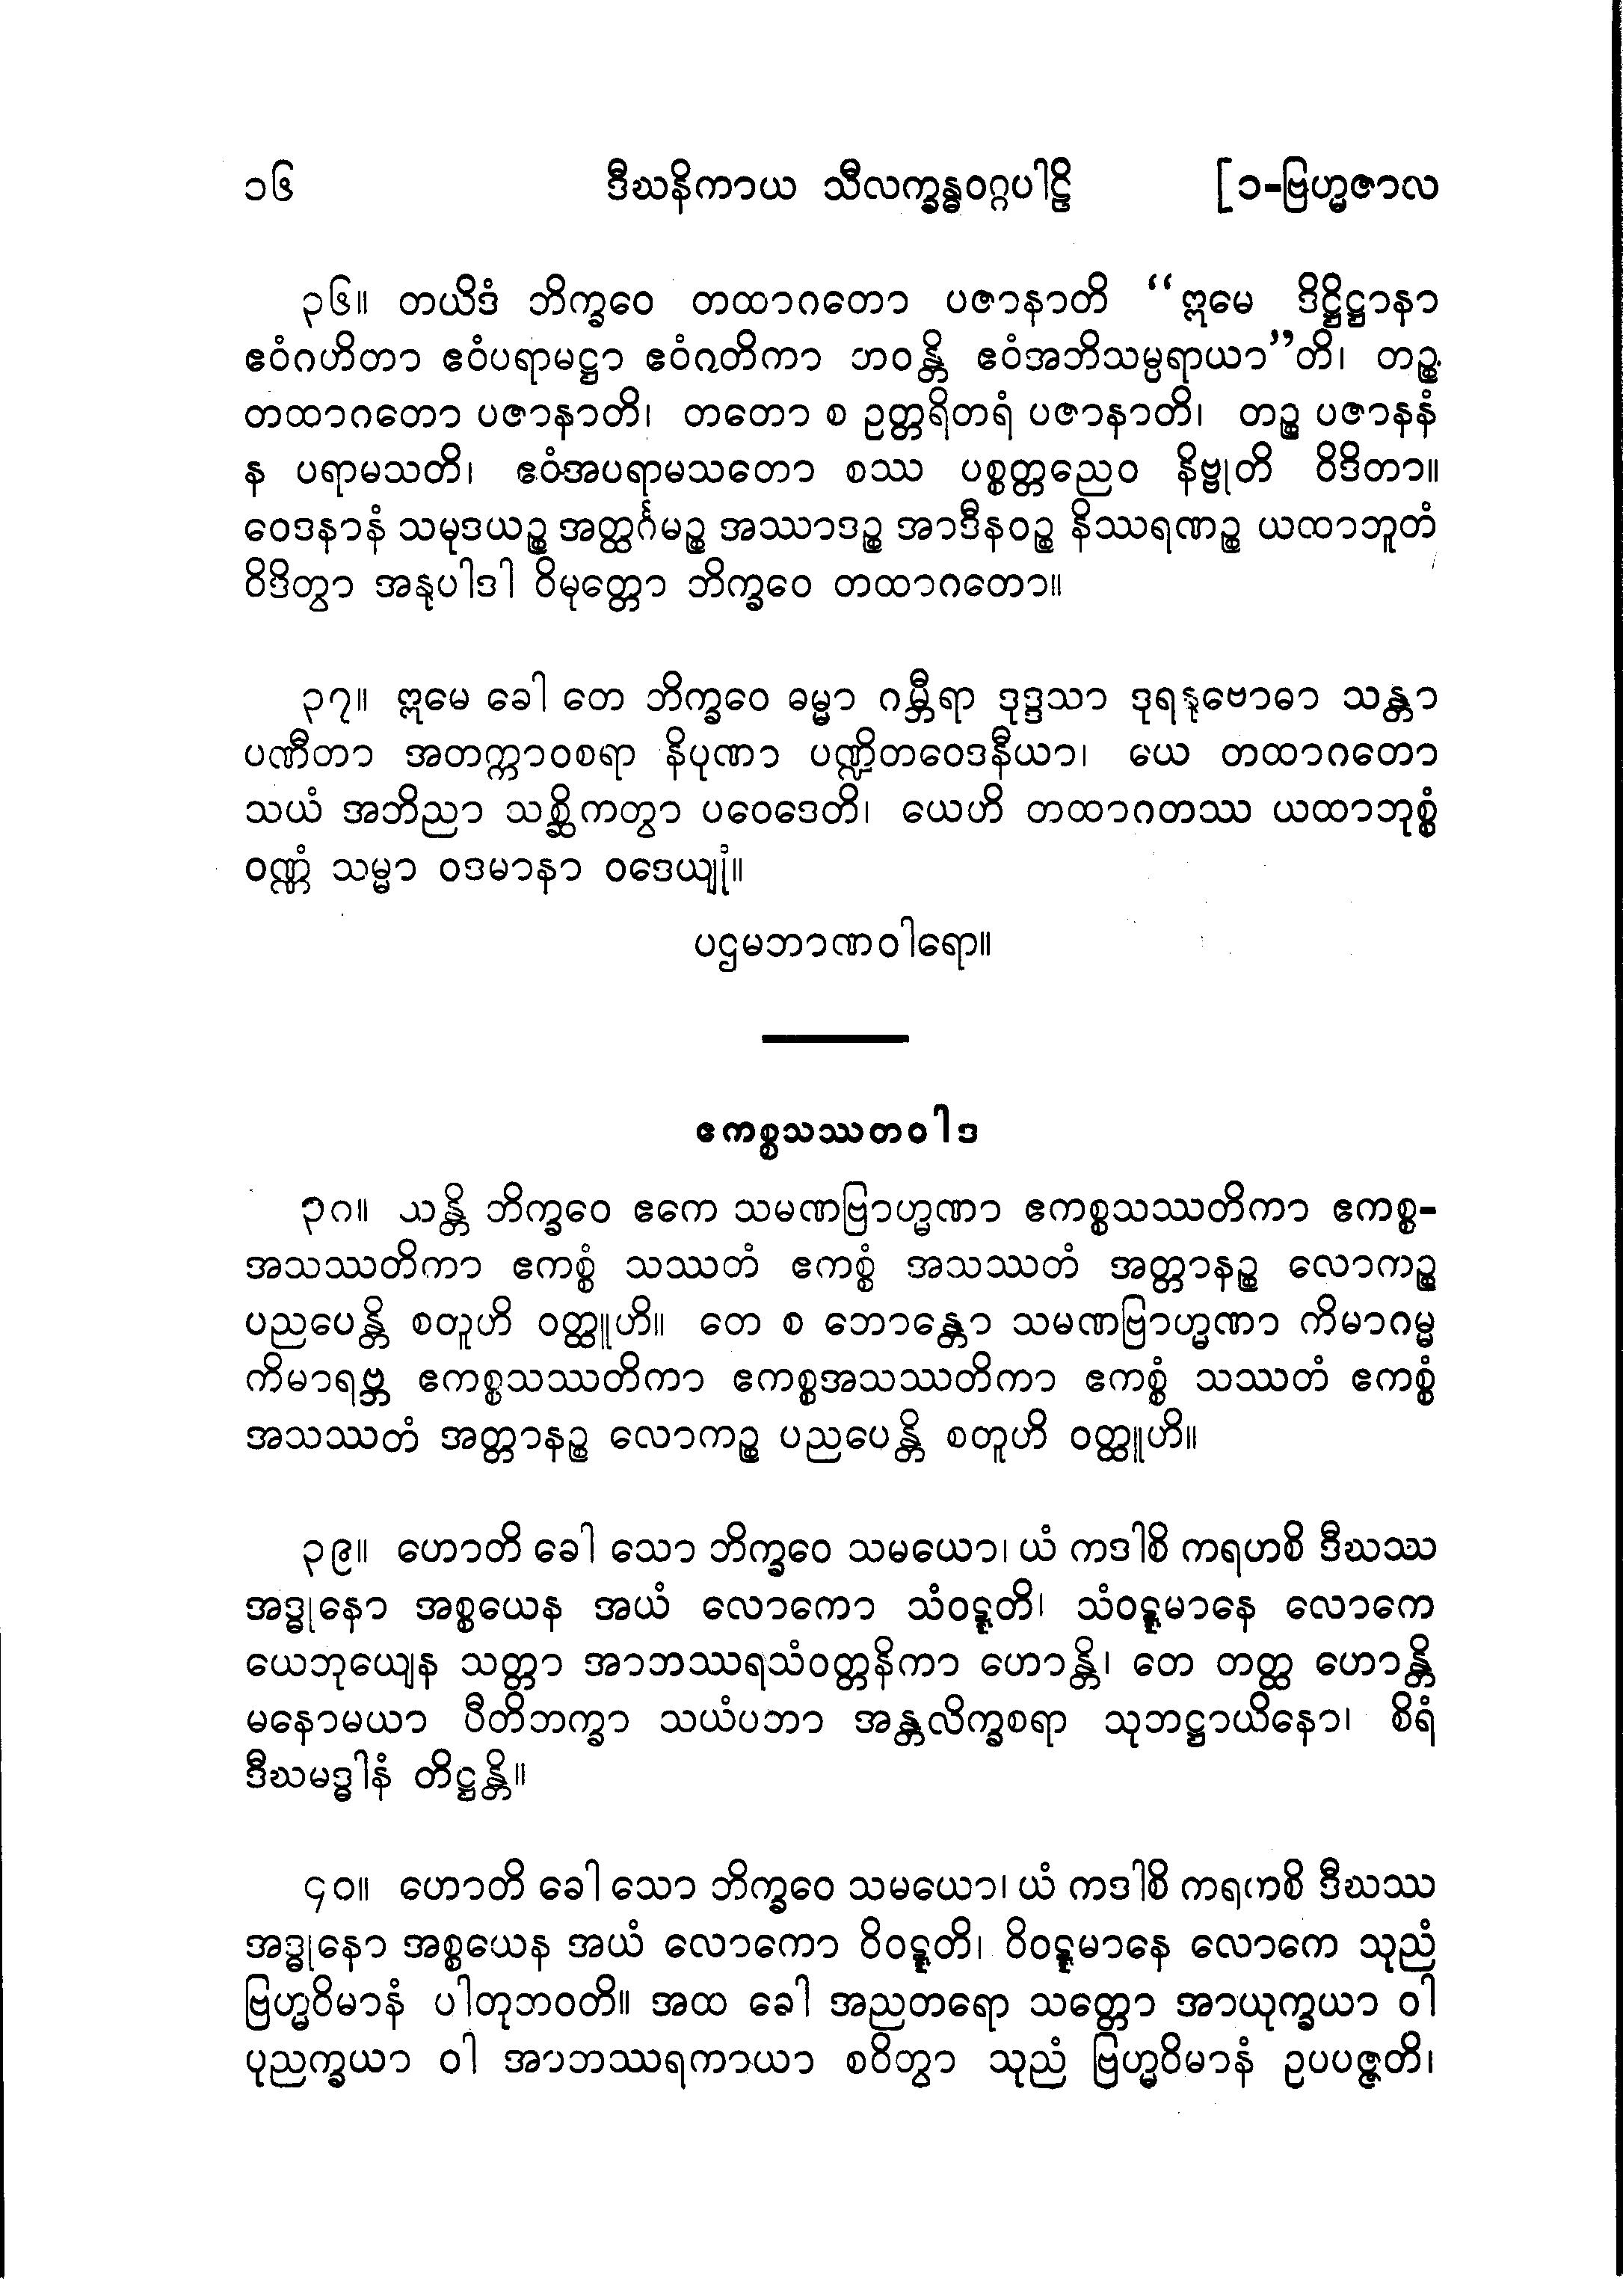 ၁၆ ဒီဃနိကာယ သီလက္ခန္ဓဝဂ္ဂပါဠိ [၁-ဗြဟ္မဇာလ
၃၆။ တယိဒံ ဘိက္ခဝေ တထာဂတော ပဇာနာတိ “ဣမေ ဒိဋ္ဌိဋ္ဌာနာ
ဧဝံဂဟိတာ ဧဝံပရာမဋ္ဌာ ဧဝံဂတိကာ ဘဝန္တိ ဧဝံအဘိသမ္ပရာယာ”တိ၊ တဉ္စ
တထာဂတော ပဇာနာတိ၊ တတော စ ဥတ္တရိတရံ ပဇာနာတိ၊ တဉ္စ ပဇာနနံ
န ပရာမသတိ၊ ဧဝံအပရာမသတော စဿ ပစ္စတ္တညေဝ နိဗ္ဗုတိ ဝိဒိတာ။
ဝေဒနာနံ သမုဒယဉ္စ အတ္ထင်္ဂမဉ္စ အဿာဒဉ္စ အာဒီနဝဉ္စ နိဿရဏဉ္စ ယထာဘူတံ
ဝိဒိတွာ အနုပါဒါ ဝိမုတ္တော ဘိက္ခဝေ တထာဂတော။
၃၇။ ဣမေ ခေါ တေ ဘိက္ခဝေ ဓမ္မာ ဂမ္ဘီရာ ဒုဒ္ဒသာ ဒုရနုဗောဓာ သန္တာ
ပဏီတာ အတက္ကာဝစရာ နိပုဏာ ပဏ္ဍိတဝေဒနီယာ၊ ယေ တထာဂတော
သယံ အဘိညာ သစ္ဆိကတွာ ပဝေဒေတိ၊ ယေဟိ တထာဂတဿ ယထာဘုစ္စံ
ဝဏ္ဏံ သမ္မာ ဝဒမာနာ ဝဒေယျုံ။
ပဌမဘာဏဝါရော။
ဧကစ္စသဿတဝါဒ
၃၈။ သန္တိ ဘိက္ခဝေ ဧကေ သမဏဗြာဟ္မဏာ ဧကစ္စသဿတိကာ ဧကစ္စ-
အသဿတိကာ ဧကစ္စံ သဿတံ ဧကစ္စံ အသဿတံ အတ္တာနဉ္စ လောကဉ္စ
ပညပေန္တိ စတူဟိ ဝတ္ထူဟိ။ တေ စ ဘောန္တော သမဏဗြာဟ္မဏာ ကိမာဂမ္မ
ကိမာရဗ္ဘ ဧကစ္စသဿတိကာ ဧကစ္စအသဿတိကာ ဧကစ္စံ သဿတံ ဧကစ္စံ
အသဿတံ အတ္တာနဉ္စ လောကဉ္စ ပညပေန္တိ စတူဟိ ဝတ္ထူဟိ။
၃၉။ ဟောတိ ခေါ သော ဘိက္ခဝေ သမယော၊ ယံ ကဒါစိ ကရဟစိ ဒီဃဿ
အဒ္ဓုနော အစ္စယေန အယံ လောကော သံဝဋ္ဋတိ၊ သံဝဋ္ဋမာနေ လောကေ
ယေဘုယျေန သတ္တာ အာဘဿရသံဝတ္တနိကာ ဟောန္တိ၊ တေ တတ္ထ ဟောန္တိ
မနောမယာ ပီတိဘက္ခာ သယံပဘာ အန္တလိက္ခစရာ သုဘဋ္ဌာယိနော၊ စိရံ
ဒီဃမဒ္ဓါနံ တိဋ္ဌန္တိ။
၄၀။ ဟောတိ ခေါ သော ဘိက္ခဝေ သမယော၊ ယံ ကဒါစိ ကရဟစိ ဒီဃဿ
အဒ္ဓုနော အစ္စယေန အယံ လောကော ဝိဝဋ္ဋတိ၊ ဝိဝဋ္ဋမာနေ လောကေ သုညံ
ဗြဟ္မဝိမာနံ ပါတုဘဝတိ။ အထ ခေါ အညတရော သတ္တော အာယုက္ခယာ ဝါ
ပုညက္ခယာ ဝါ အာဘဿရကာယာ စဝိတွာ သုညံ ဗြဟ္မဝိမာနံ ဥပပဇ္ဇတိ၊